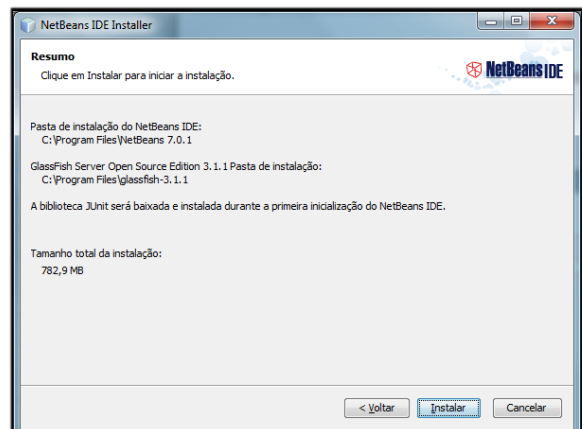 NetBeans IDE Installer
Resumo
Clique em Instalar para iniciar a instalação.
NetBeans IDE
Pasta de instalação do NetBeans IDE:
C:\Program Files\NetBeans 7.0.1
GlassFish Server Open Source Edition 3.1.1 Pasta de instalação:
C:\Program Files\glassfish-3.1.1
A biblioteca JUnit será baixada e instalada durante a primeira inicialização do NetBeans IDE.
Tamanho total da instalação:
782,9 MB
< Voltar
Instalar
Cancelar